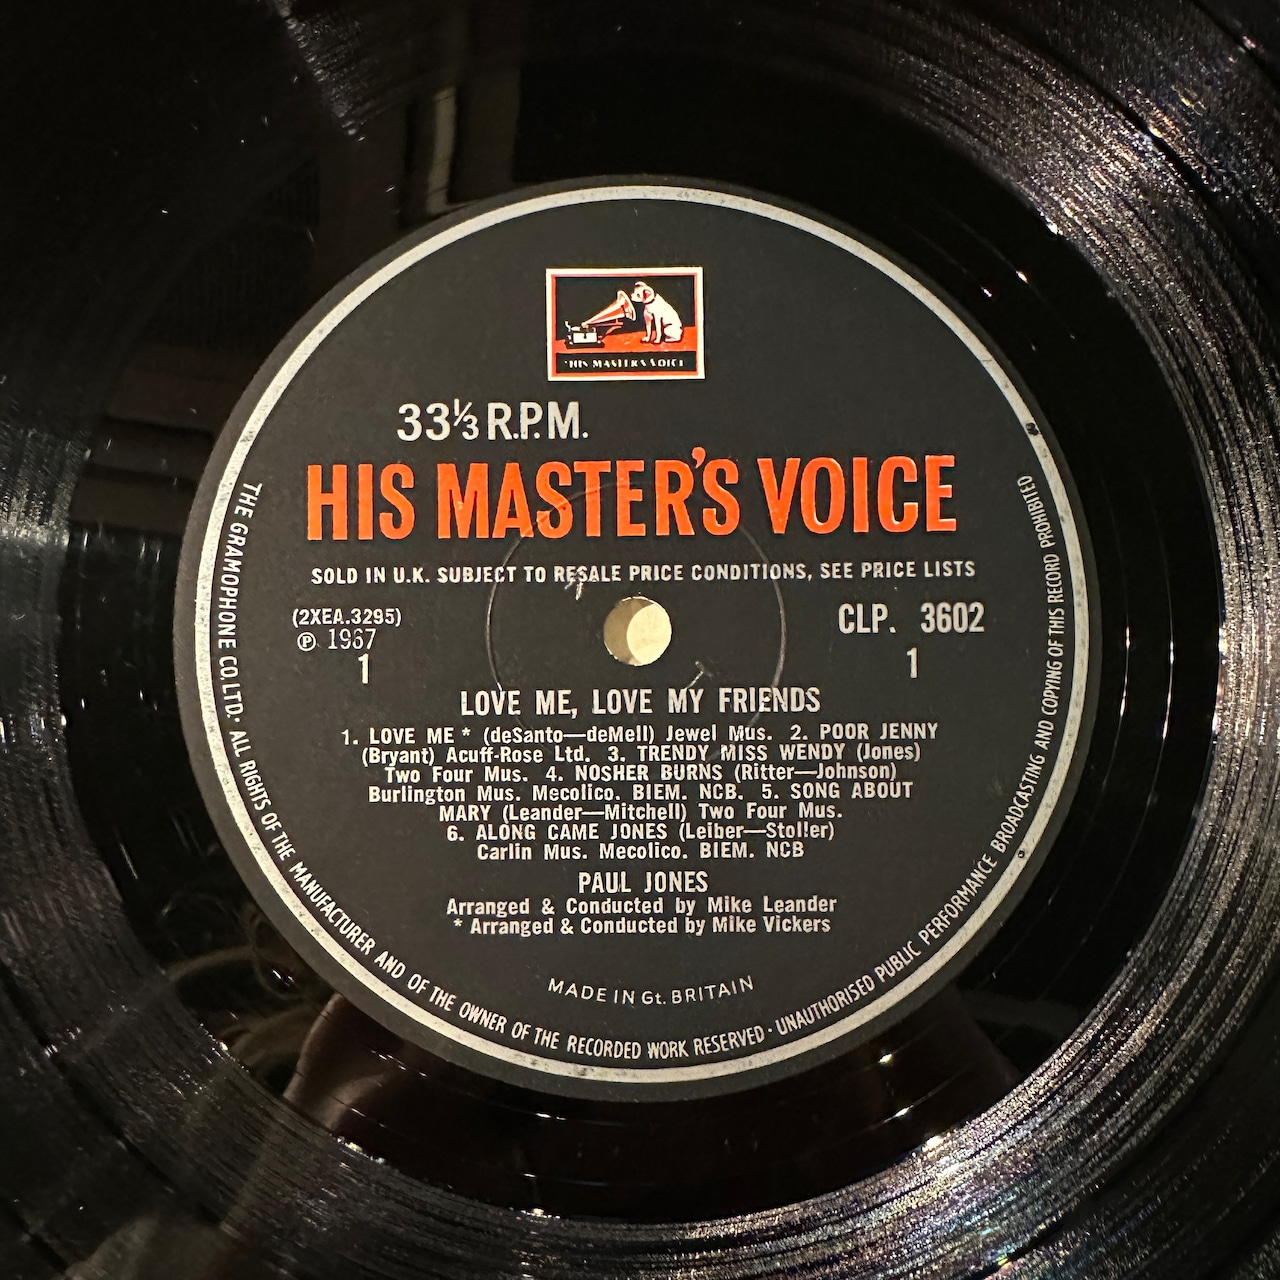 "HIS MASTER'S VOICE"
33⅓ R.P.M.
HIS MASTER'S VOICE
SOLD IN U.K. SUBJECT TO RESALE PRICE CONDITIONS, SEE PRICE LISTS
(2XEA.3295)
℗ 1967
1
CLP. 3602
1
LOVE ME, LOVE MY FRIENDS
1. LOVE ME * (deSanto—deMell) Jewel Mus. 2. POOR JENNY
(Bryant) Acuff-Rose Ltd. 3. TRENDY MISS WENDY (Jones)
Two Four Mus. 4. NOSHER BURNS (Ritter—Johnson)
Burlington Mus. Mecolico. BIEM. NCB. 5. SONG ABOUT
MARY (Leander—Mitchell) Two Four Mus.
6. ALONG CAME JONES (Leiber—Stoller)
Carlin Mus. Mecolico. BIEM. NCB
PAUL JONES
Arranged & Conducted by Mike Leander
* Arranged & Conducted by Mike Vickers
MADE IN Gt. BRITAIN
THE GRAMOPHONE CO. LTD. · ALL RIGHTS OF THE MANUFACTURER AND OF THE OWNER OF THE RECORDED WORK RESERVED · UNAUTHORISED PUBLIC PERFORMANCE BROADCASTING AND COPYING OF THIS RECORD PROHIBITED